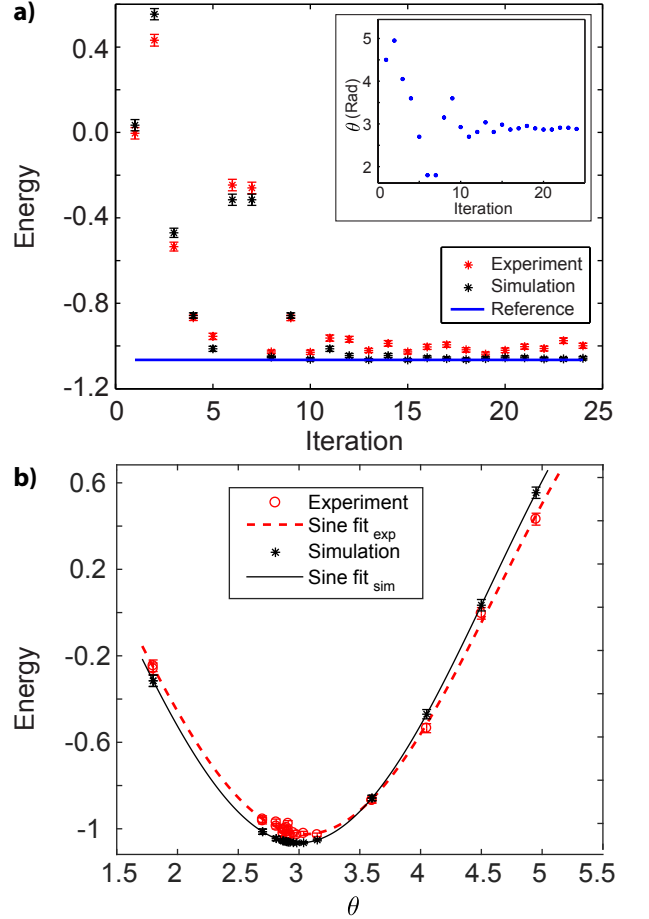 a)
0.4
0.0
-0.4
-0.8
-1.2
Energy
0
5
10
15
20
25
Iteration
5
4
3
2
θ (Rad)
0
10
20
Iteration
Experiment
Simulation
Reference
b)
0.6
0.2
-0.2
-0.6
-1
Energy
1.5
2
2.5
3
3.5
4
4.5
5
5.5
θ
Experiment
Sine fit exp
Simulation
Sine fit sim